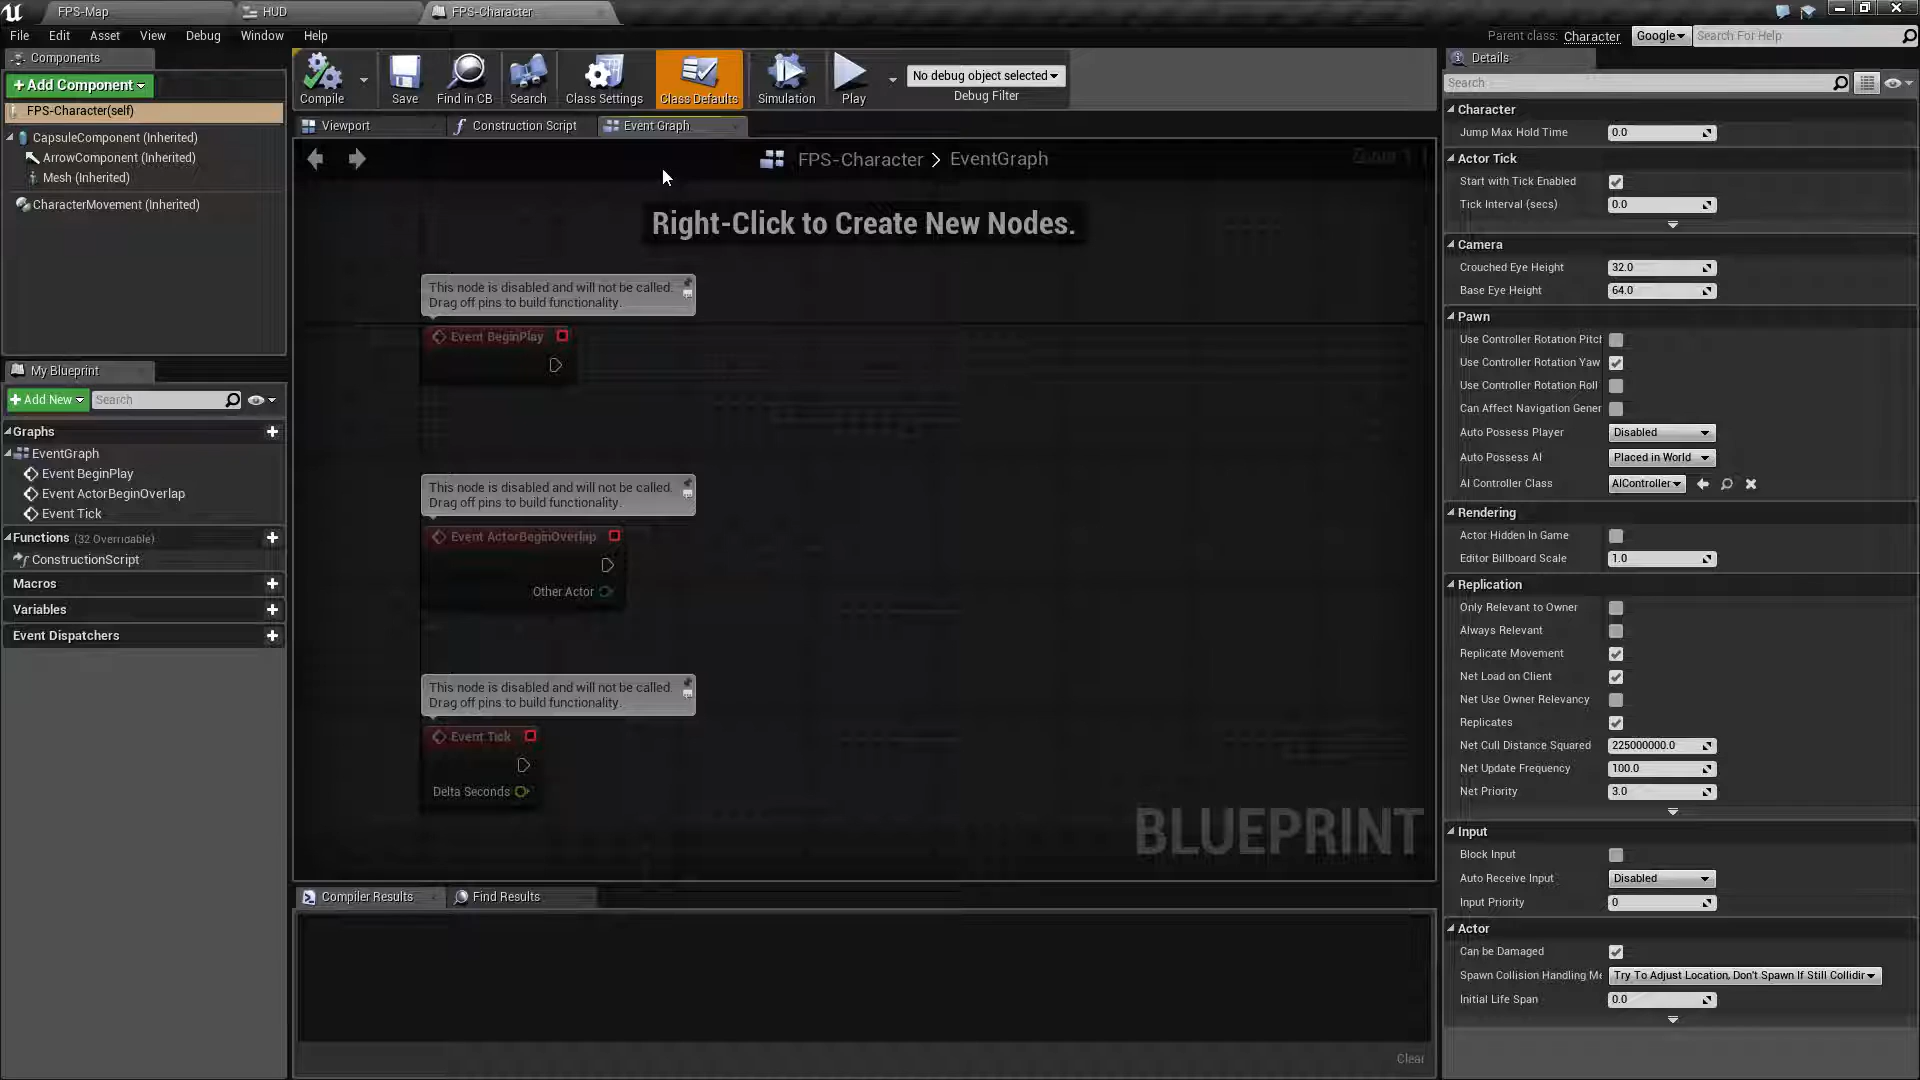 FPS-Map
HUD
FPS-Character
File
Edit
Asset
View
Debug
Window
Help
Parent class: Character
Google
Search For Help
Components
+Add Component
FPS-Character(self)
CapsuleComponent (Inherited)
ArrowComponent (Inherited)
Mesh (Inherited)
CharacterMovement (Inherited)
Compile
Save
Find in CB
Search
Class Settings
Class Defaults
Simulation
Play
No debug object selected
Debug Filter
Viewport
Construction Script
Event Graph
FPS-Character > EventGraph
Right-Click to Create New Nodes.
This node is disabled and will not be called.
Drag off pins to build functionality.
Event BeginPlay
This node is disabled and will not be called.
Drag off pins to build functionality.
Event ActorBeginOverlap
Other Actor
This node is disabled and will not be called.
Drag off pins to build functionality.
Event Tick
Delta Seconds
BLUEPRINT
My Blueprint
+Add New
Search
Graphs
EventGraph
Event BeginPlay
Event ActorBeginOverlap
Event Tick
Functions (32 Overridable)
ConstructionScript
Macros
Variables
Event Dispatchers
Compiler Results
Find Results
Clear
Details
Search
Character
Jump Max Hold Time 0.0
Actor Tick
Start with Tick Enabled
Tick Interval (secs) 0.0
Camera
Crouched Eye Height 32.0
Base Eye Height 64.0
Pawn
Use Controller Rotation Pitch
Use Controller Rotation Yaw
Use Controller Rotation Roll
Can Affect Navigation Gener
Auto Possess Player Disabled
Auto Possess AI Placed in World
AI Controller Class AIController
Rendering
Actor Hidden In Game
Editor Billboard Scale 1.0
Replication
Only Relevant to Owner
Always Relevant
Replicate Movement
Net Load on Client
Net Use Owner Relevancy
Replicates
Net Cull Distance Squared 225000000.0
Net Update Frequency 100.0
Net Priority 3.0
Input
Block Input
Auto Receive Input Disabled
Input Priority 0
Actor
Can be Damaged
Spawn Collision Handling Me Try To Adjust Location, Don't Spawn If Still Collidir
Initial Life Span 0.0